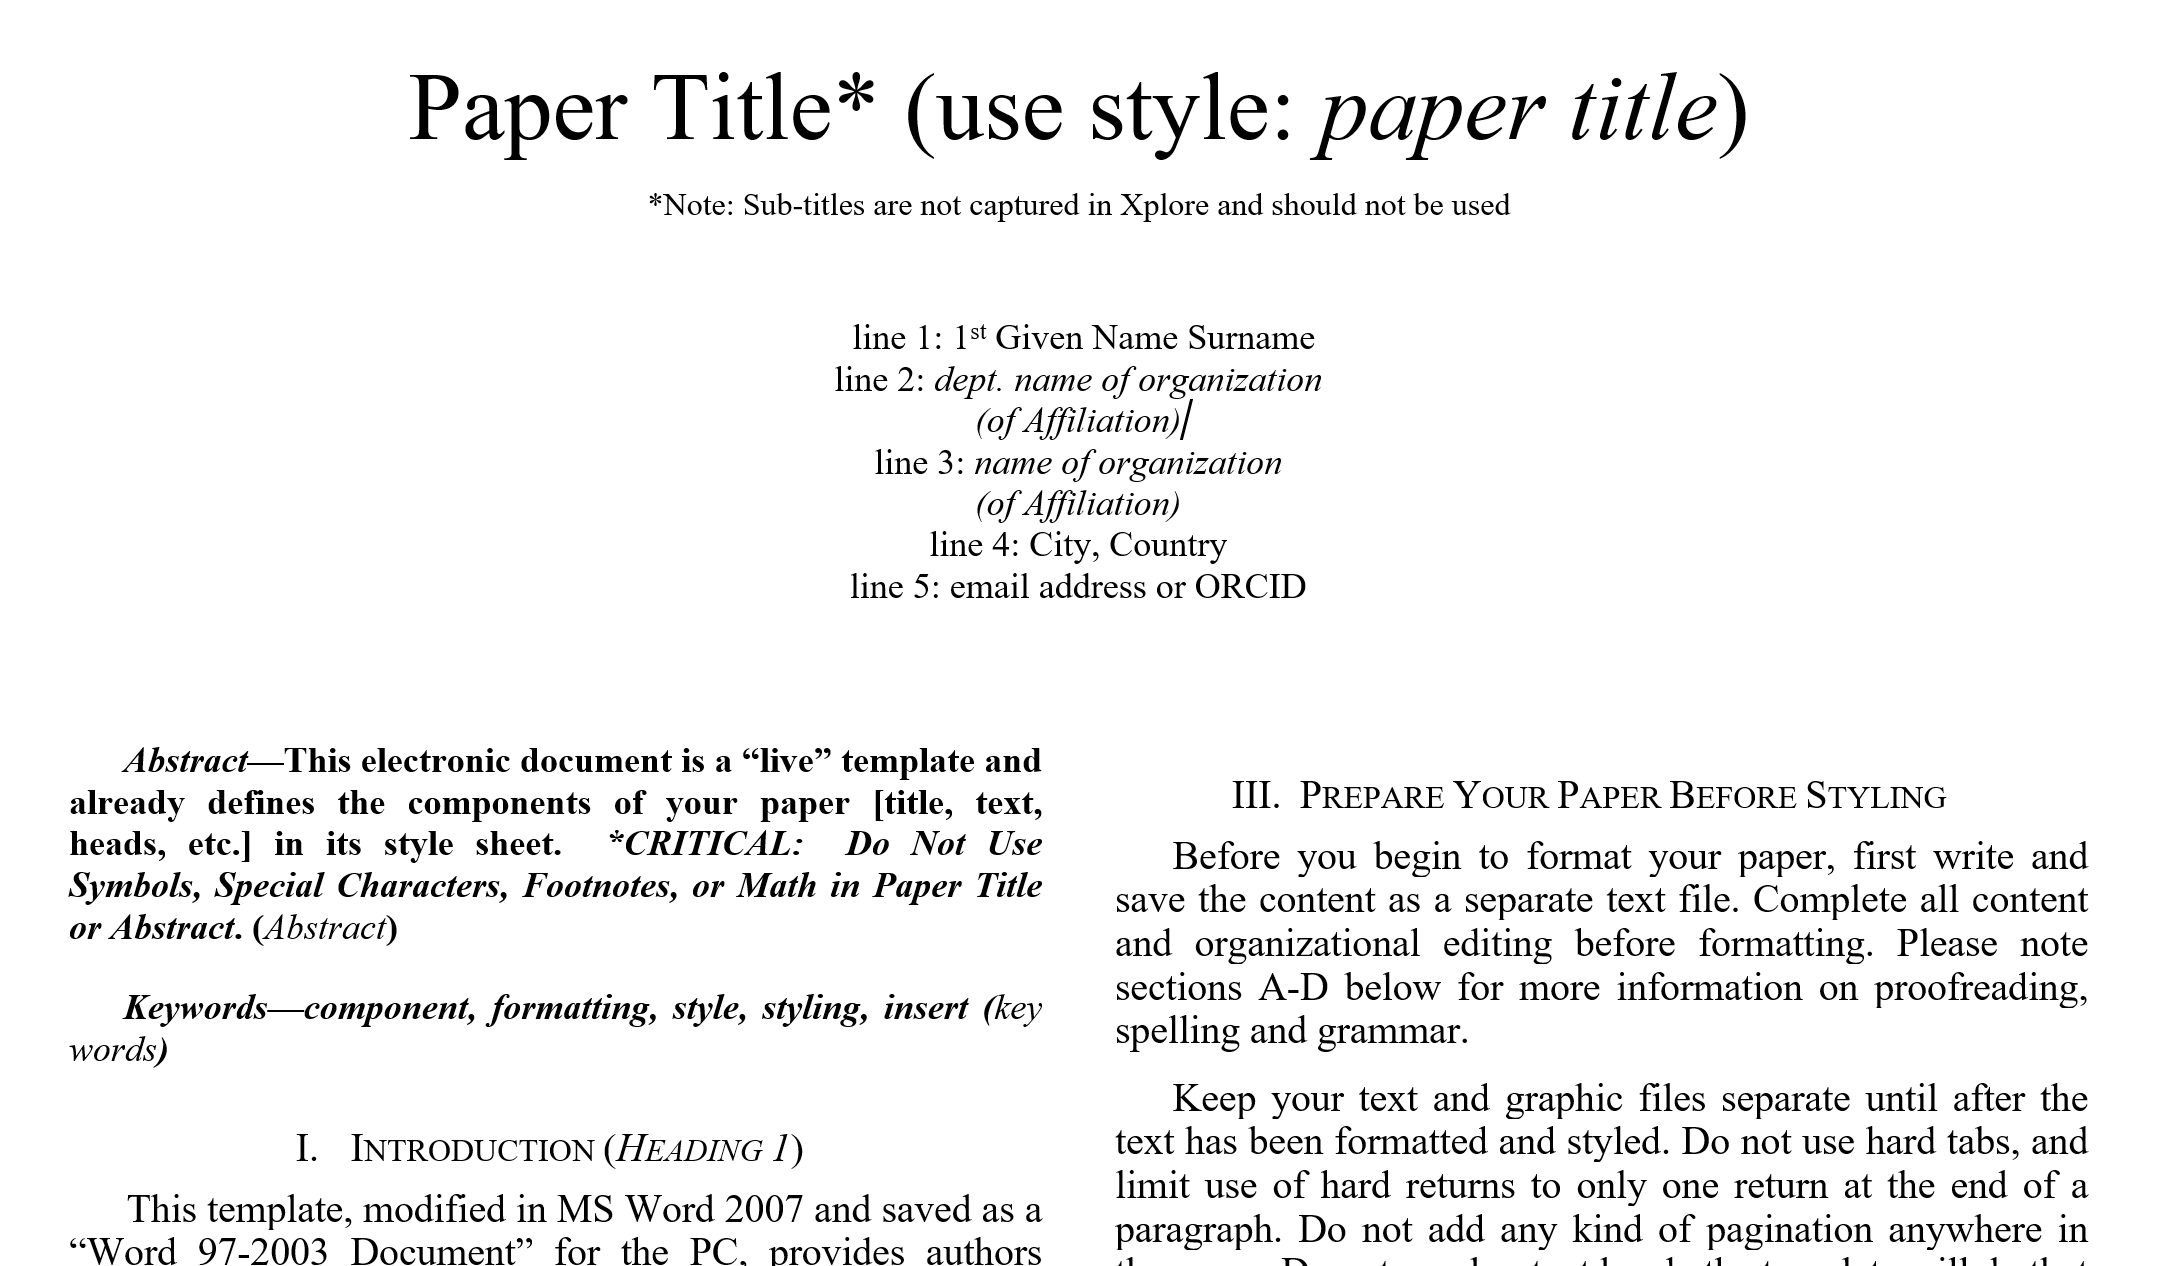 Paper Title* (use style: paper title)
*Note: Sub-titles are not captured in Xplore and should not be used
line 1: 1st Given Name Surname
line 2: dept. name of organization
(of Affiliation)
line 3: name of organization
(of Affiliation)
line 4: City, Country
line 5: email address or ORCID
Abstract—This electronic document is a “live” template and
already defines the components of your paper [title, text,
heads, etc.] in its style sheet. *CRITICAL: Do Not Use
Symbols, Special Characters, Footnotes, or Math in Paper Title
or Abstract. (Abstract)
Keywords—component, formatting, style, styling, insert (key
words)
I. INTRODUCTION (HEADING 1)
This template, modified in MS Word 2007 and saved as a
“Word 97-2003 Document” for the PC, provides authors
III. PREPARE YOUR PAPER BEFORE STYLING
Before you begin to format your paper, first write and
save the content as a separate text file. Complete all content
and organizational editing before formatting. Please note
sections A-D below for more information on proofreading,
spelling and grammar.
Keep your text and graphic files separate until after the
text has been formatted and styled. Do not use hard tabs, and
limit use of hard returns to only one return at the end of a
paragraph. Do not add any kind of pagination anywhere in